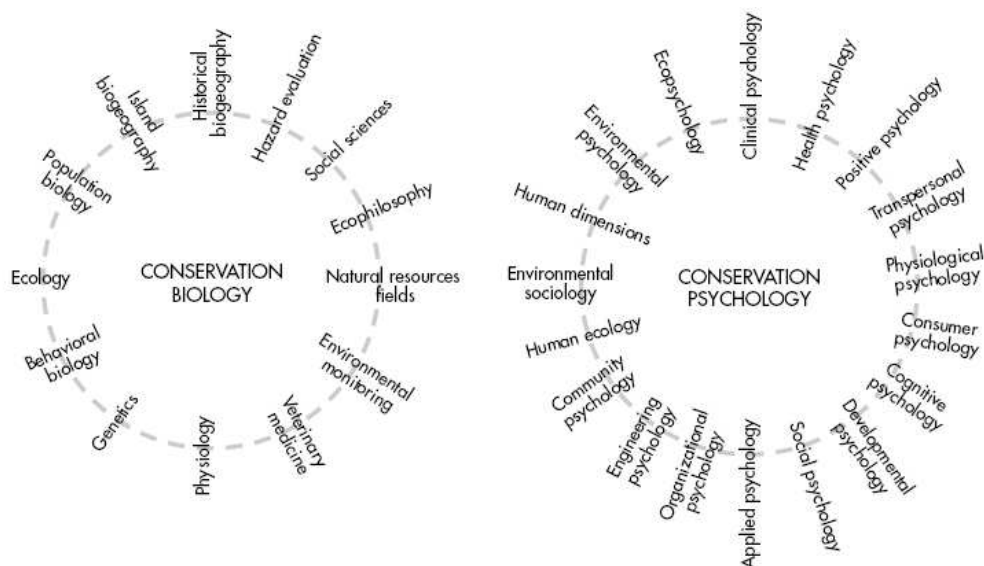 Historical
biogeography
Hazard evaluation
Social sciences
Ecophilosophy
Natural resources
fields
Environmental
monitoring
Veterinary
medicine
Physiology
Genetics
Behavioral
biology
Ecology
Population
biology
Island
biogeography
CONSERVATION
BIOLOGY
Clinical psychology
Health psychology
Positive psychology
Transpersonal
psychology
Physiological
psychology
Consumer
psychology
Cognitive
psychology
Developmental
psychology
Social psychology
Applied psychology
Organizational
psychology
Engineering
psychology
Community
psychology
Human ecology
Environmental
sociology
Human dimensions
Environmental
psychology
Ecopsychology
CONSERVATION
PSYCHOLOGY